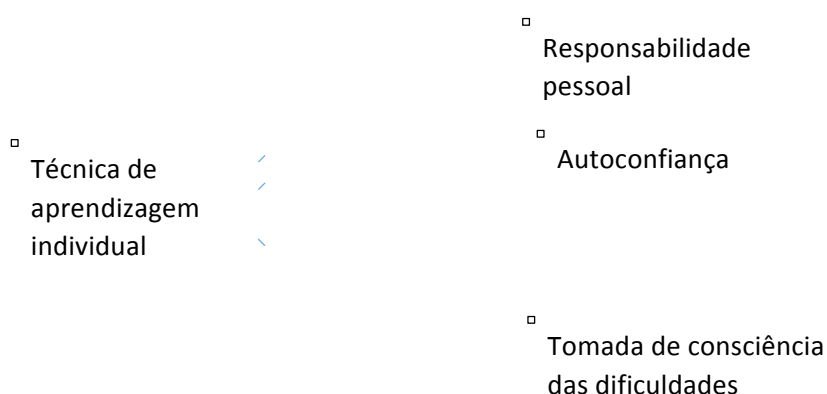 Responsabilidade
pessoal
Autoconfiança
Técnica de
aprendizagem
individual
Tomada de consciência
das dificuldades